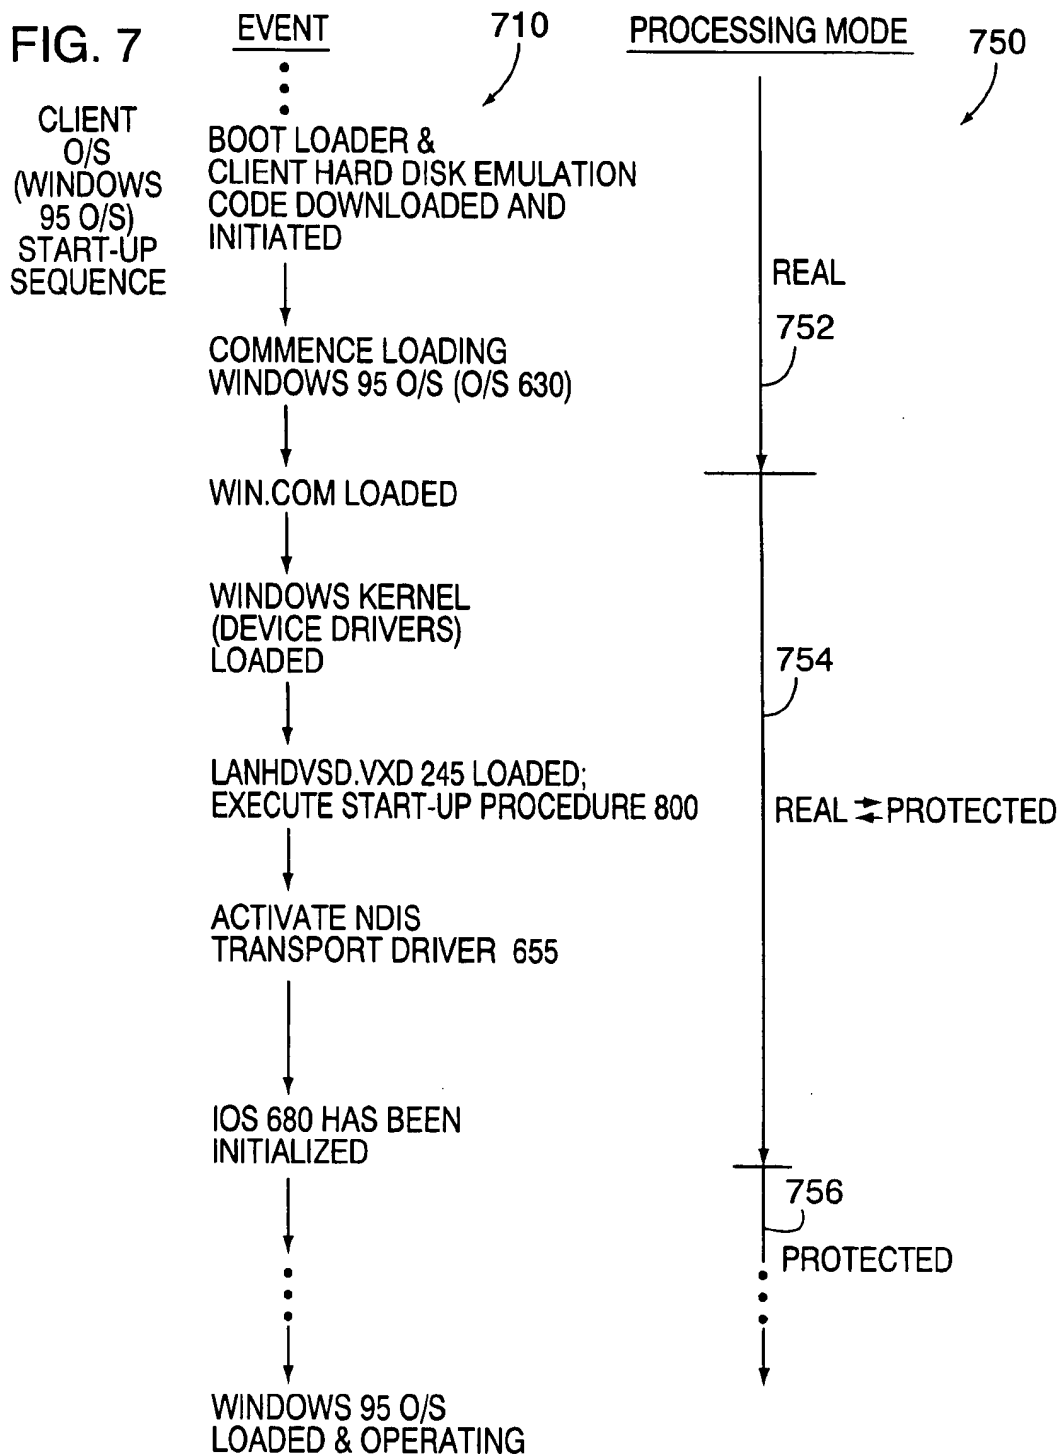 FIG. 7
EVENT
710
PROCESSING MODE
750
CLIENT
O/S
(WINDOWS
95 O/S)
START-UP
SEQUENCE
BOOT LOADER &
CLIENT HARD DISK EMULATION
CODE DOWNLOADED AND
INITIATED
REAL
752
COMMENCE LOADING
WINDOWS 95 O/S (O/S 630)
WIN.COM LOADED
WINDOWS KERNEL
(DEVICE DRIVERS)
LOADED
754
LANHDVSD.VXD 245 LOADED;
EXECUTE START-UP PROCEDURE 800
REAL ⇄ PROTECTED
ACTIVATE NDIS
TRANSPORT DRIVER 655
IOS 680 HAS BEEN
INITIALIZED
756
PROTECTED
WINDOWS 95 O/S
LOADED & OPERATING